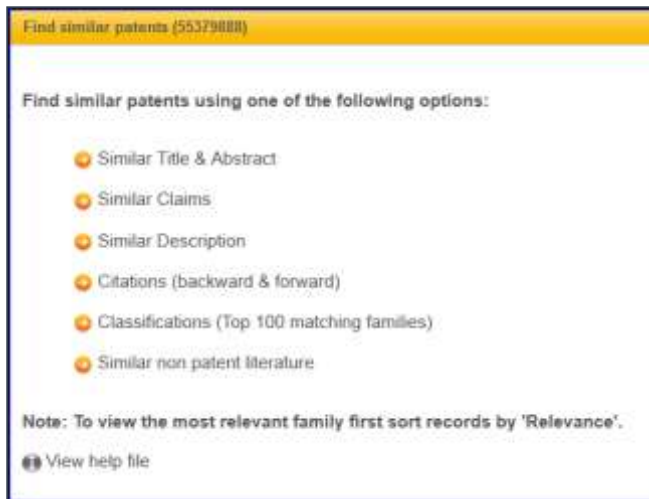 Find similar patents (55379888)
Find similar patents using one of the following options:
Similar Title & Abstract
Similar Claims
Similar Description
Citations (backward & forward)
Classifications (Top 100 matching families)
Similar non patent literature
Note: To view the most relevant family first sort records by 'Relevance'.
View help file